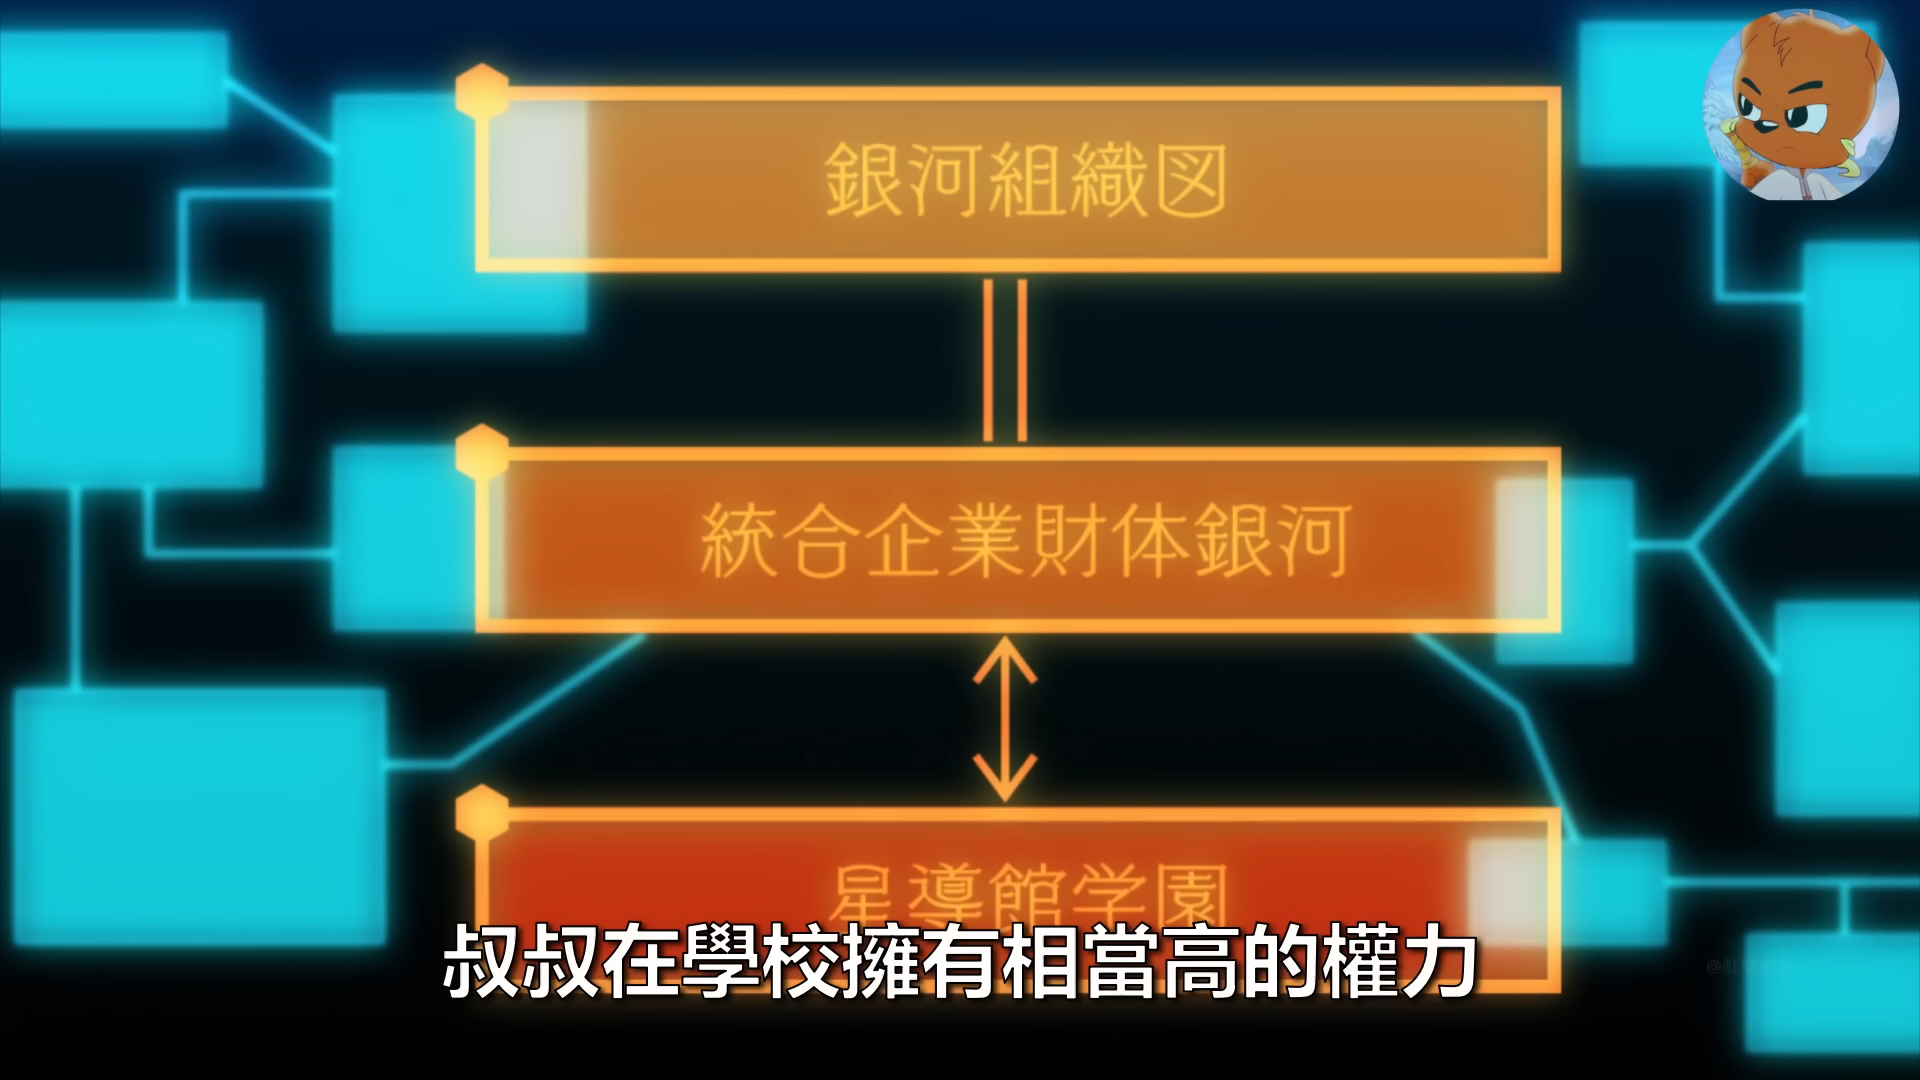 銀河組織図
統合企業財体銀河
星導館学園
叔叔在學校擁有相當高的權力